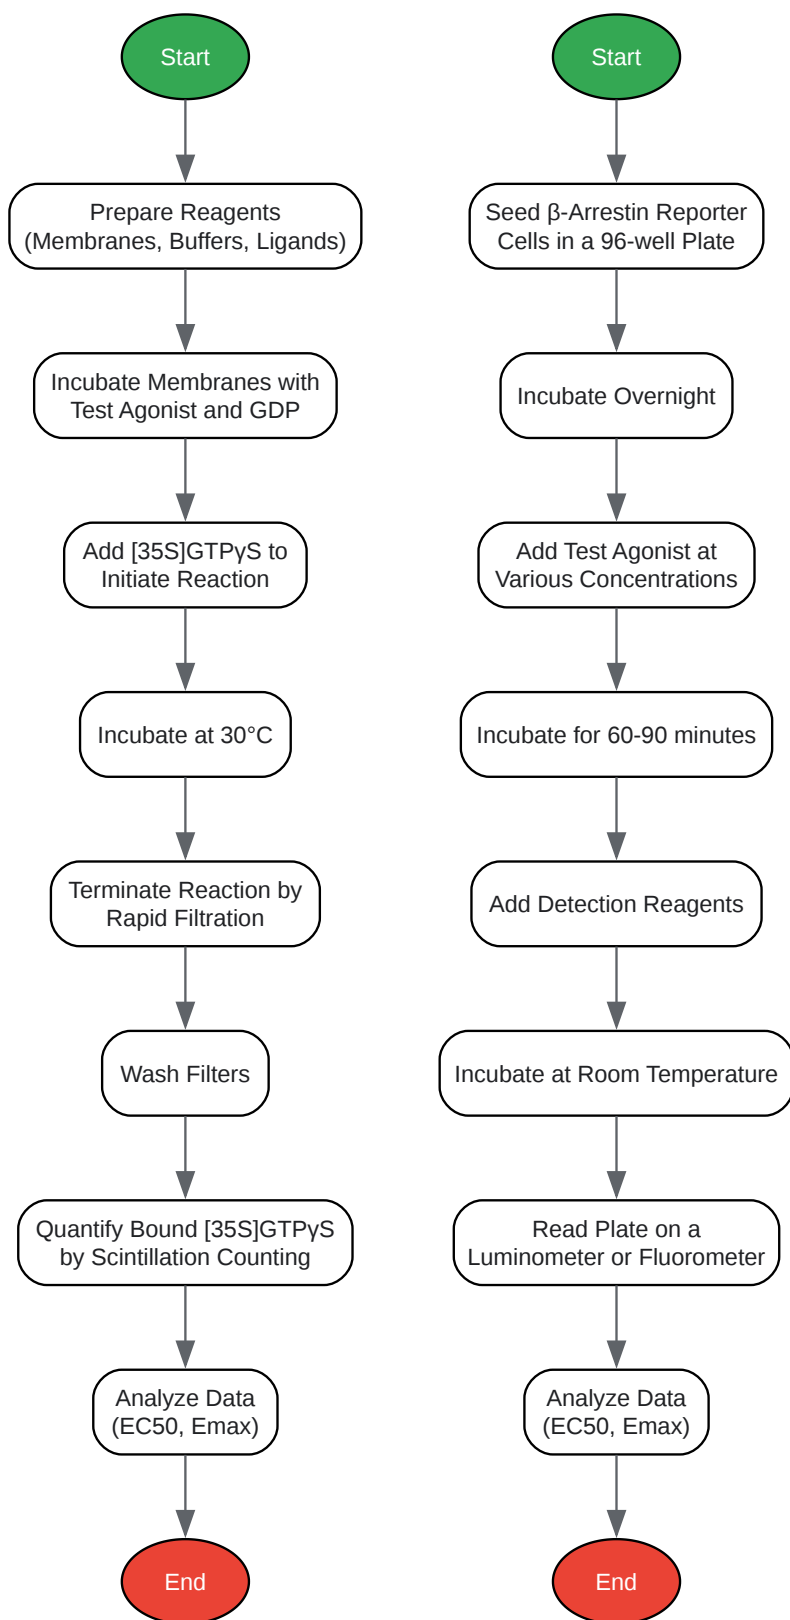 Start
Prepare Reagents
(Membranes, Buffers, Ligands)
Incubate Membranes with
Test Agonist and GDP
Add [35S]GTPγS to
Initiate Reaction
Incubate at 30°C
Terminate Reaction by
Rapid Filtration
Wash Filters
Quantify Bound [35S]GTPγS
by Scintillation Counting
Analyze Data
(EC50, Emax)
End
Start
Seed β-Arrestin Reporter
Cells in a 96-well Plate
Incubate Overnight
Add Test Agonist at
Various Concentrations
Incubate for 60-90 minutes
Add Detection Reagents
Incubate at Room Temperature
Read Plate on a
Luminometer or Fluorometer
Analyze Data
(EC50, Emax)
End